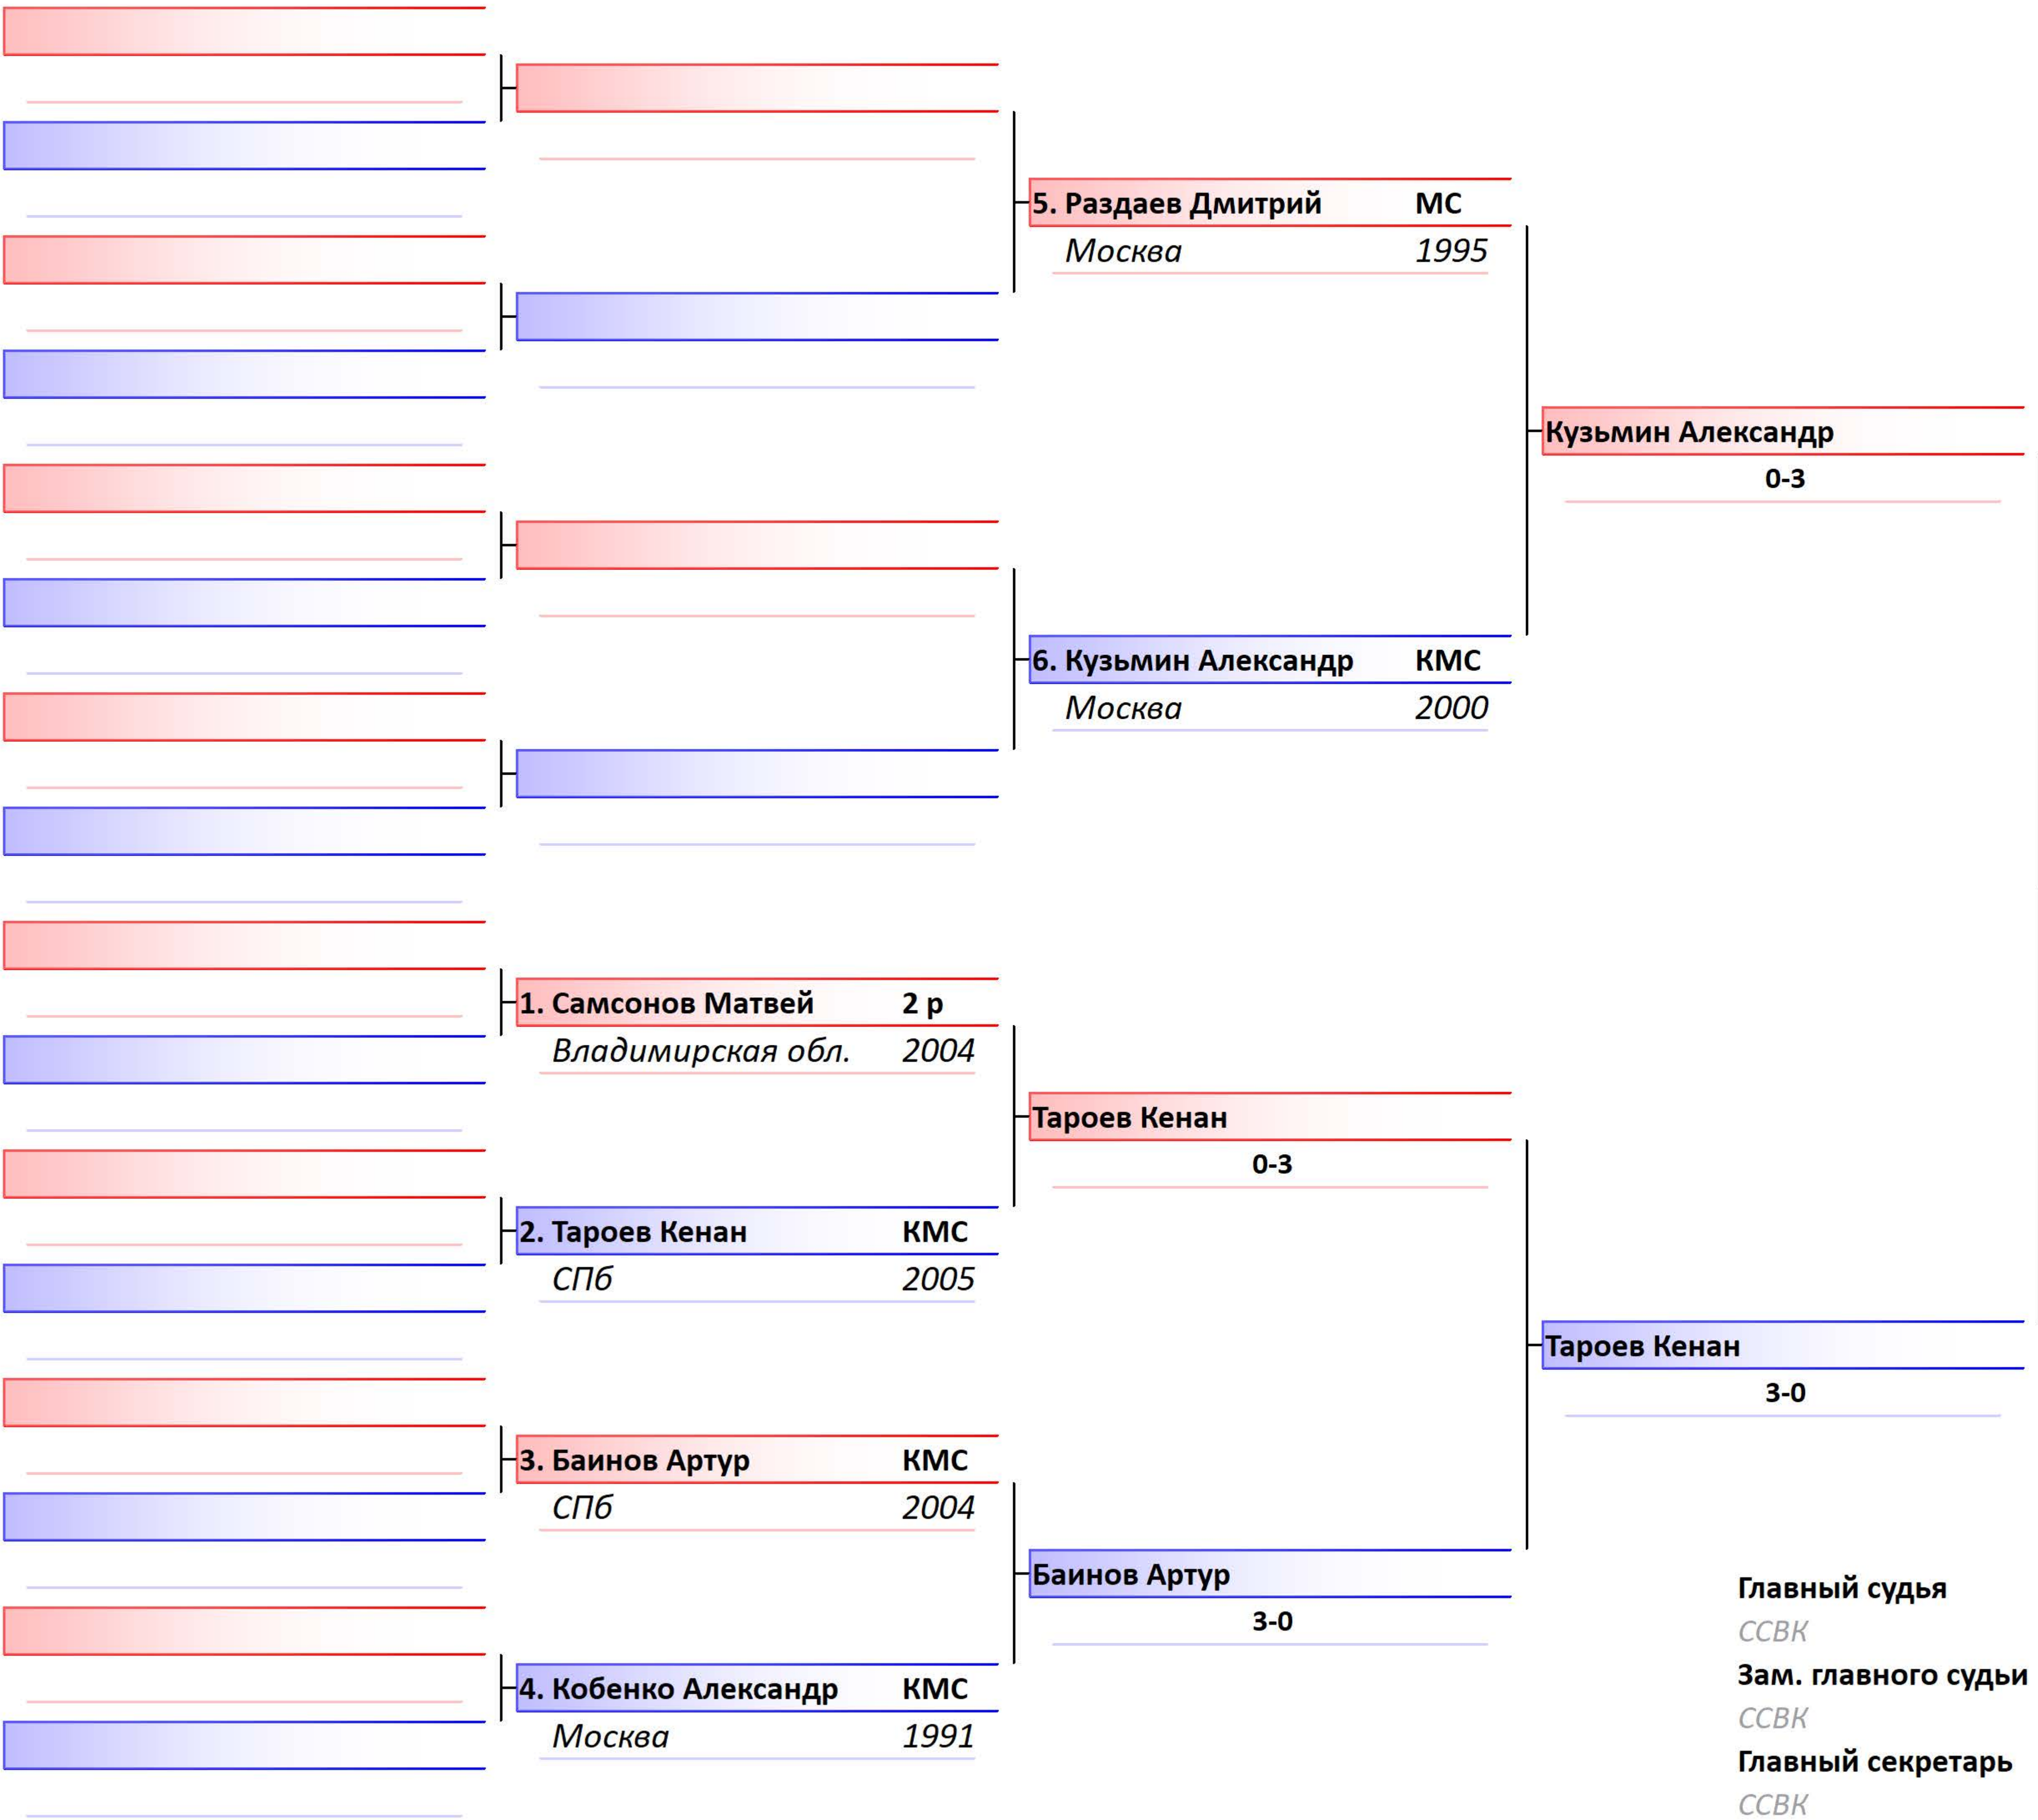 5. Раздаев Дмитрий МС
Москва 1995
Кузьмин Александр
0-3
6. Кузьмин Александр КМС
Москва 2000
1. Самсонов Матвей 2 р
Владимирская обл. 2004
Тароев Кенан
0-3
2. Тароев Кенан КМС
СПб 2005
Тароев Кенан
3-0
3. Баинов Артур КМС
СПб 2004
Баинов Артур
3-0
4. Кобенко Александр КМС
Москва 1991
Главный судья
ССВК
Зам. главного судьи
ССВК
Главный секретарь
ССВК